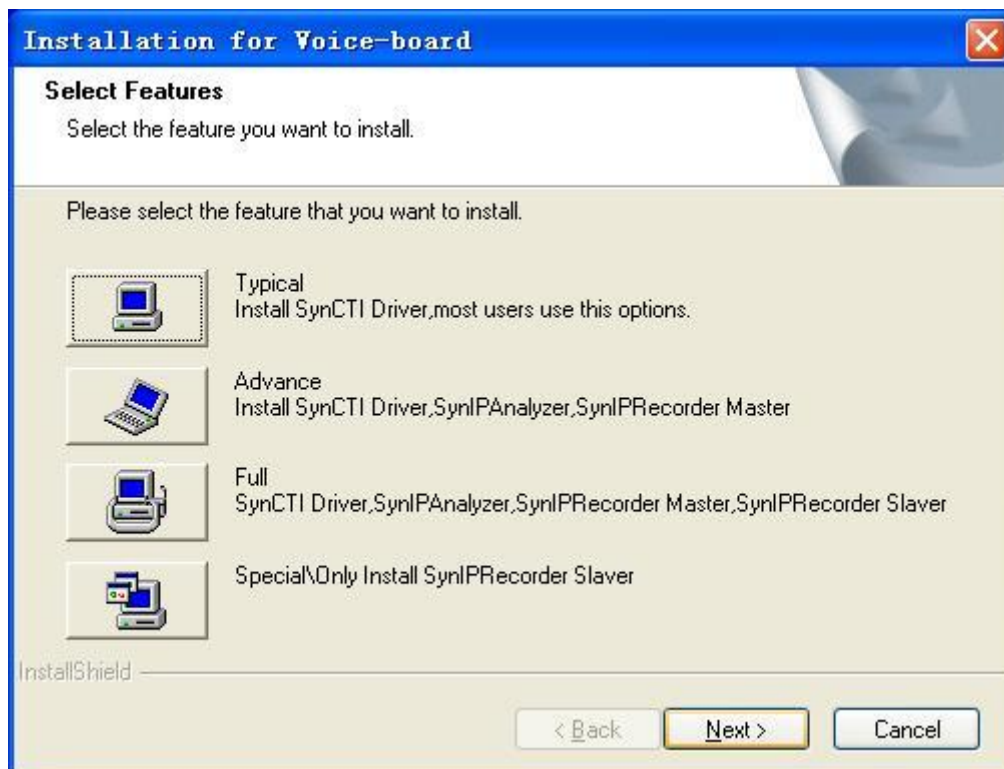 Installation for Voice-board
Select Features
Select the feature you want to install.
Please select the feature that you want to install.
Typical
Install SynCTI Driver,most users use this options.
Advance
Install SynCTI Driver,SynIPAnalyzer,SynIPRecorder Master
Full
SynCTI Driver,SynIPAnalyzer,SynIPRecorder Master,SynIPRecorder Slaver
Special\Only Install SynIPRecorder Slaver
InstallShield
< Back
Next >
Cancel